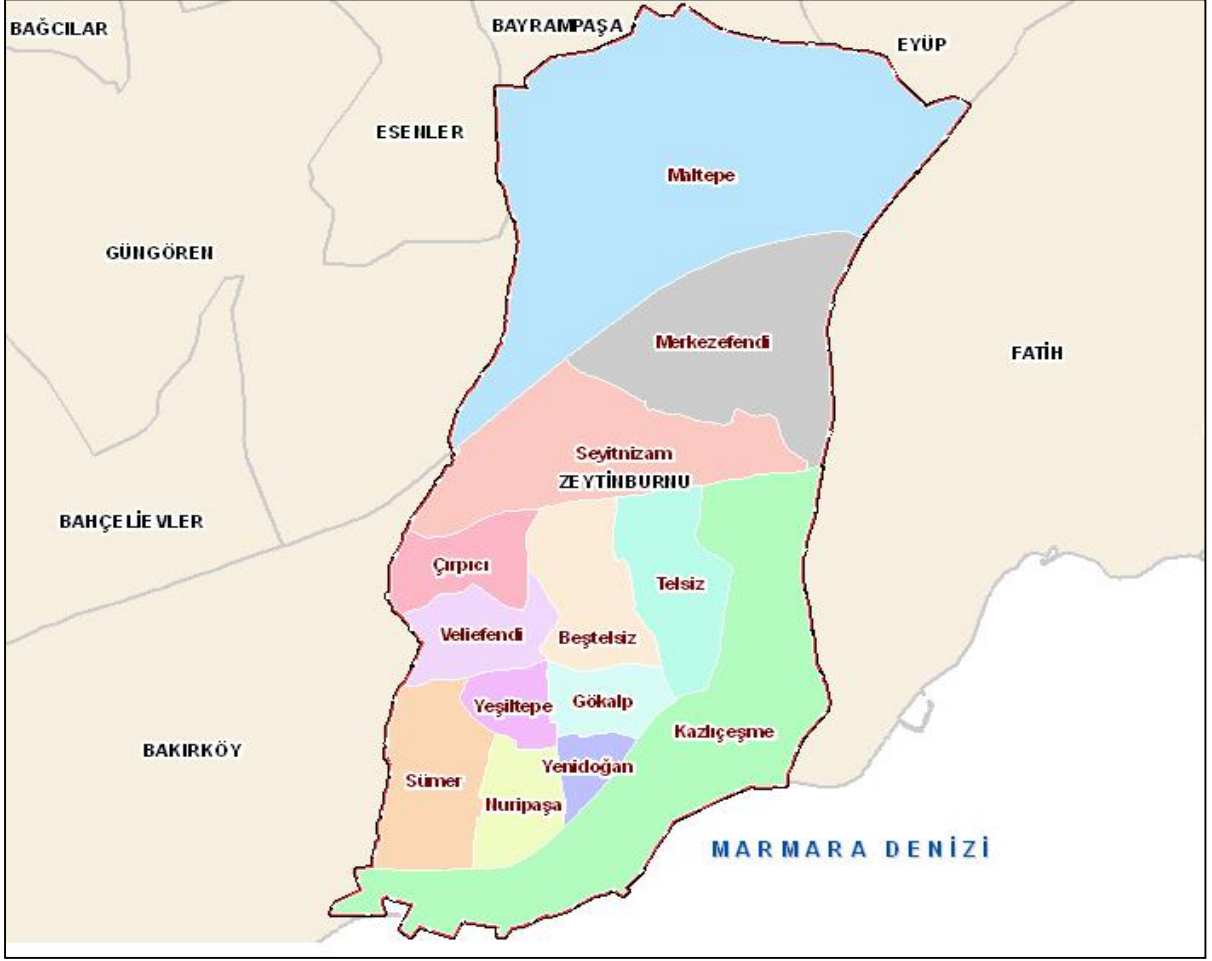 BAĞCILAR
BAYRAMPAŞA
EYÜP
ESENLER
Maltepe
GÜNGÖREN
Merkezefendi
FATİH
Seyitnizam
ZEYTİNBURNU
BAHÇELİEVLER
Çırpıcı
Telsiz
Veliefendi
Beştelsiz
Yeşiltepe
Gökalp
Kazlıçeşme
BAKIRKÖY
Yenidoğan
Sümer
Nuripaşa
MARMARA DENİZİ